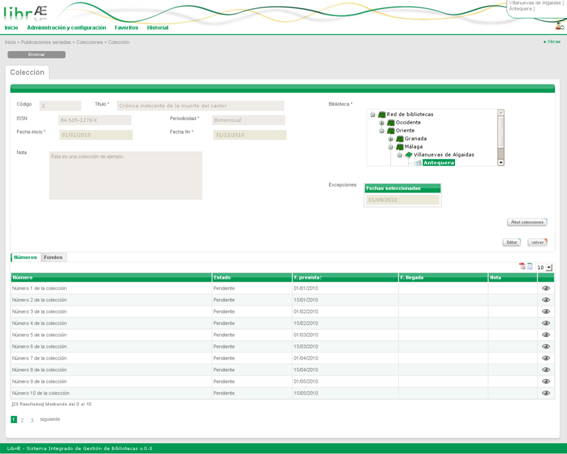 librÆ
Villanuevas de Algaidas ]
Antequera ]
Inicio Administración y configuración Favoritos Historial
Inicio > Publicaciones seriadas > Colecciones > Colección
Eliminar
Colección
Código 2 Título * Crónica indecente de la muerte del cantor Biblioteca *
ISSN 84-505-1276-X Periodicidad * Bimensual
Fecha inicio * 01/01/2010 Fecha fin * 31/12/2010
Nota Ésta es una colección de ejemplo.
Red de bibliotecas
Occidente
Oriente
Granada
Málaga
Villanuevas de Algaidas
Antequera
Excepciones Fechas seleccionadas
01/09/2010
Árbol colecciones
Editar Volver
Números Fondos
10
Número Estado F. prevista F. llegada Nota
Número 1 de la colección Pendiente 01/01/2010
Número 2 de la colección Pendiente 15/01/2010
Número 3 de la colección Pendiente 01/02/2010
Número 4 de la colección Pendiente 15/02/2010
Número 5 de la colección Pendiente 01/03/2010
Número 6 de la colección Pendiente 15/03/2010
Número 7 de la colección Pendiente 01/04/2010
Número 8 de la colección Pendiente 15/04/2010
Número 9 de la colección Pendiente 01/05/2010
Número 10 de la colección Pendiente 15/05/2010
[23 Resultados] Mostrando del 0 al 10
1 2 3 siguiente
LibrÆ - Sistema Integrado de Gestión de Bibliotecas v.0.0